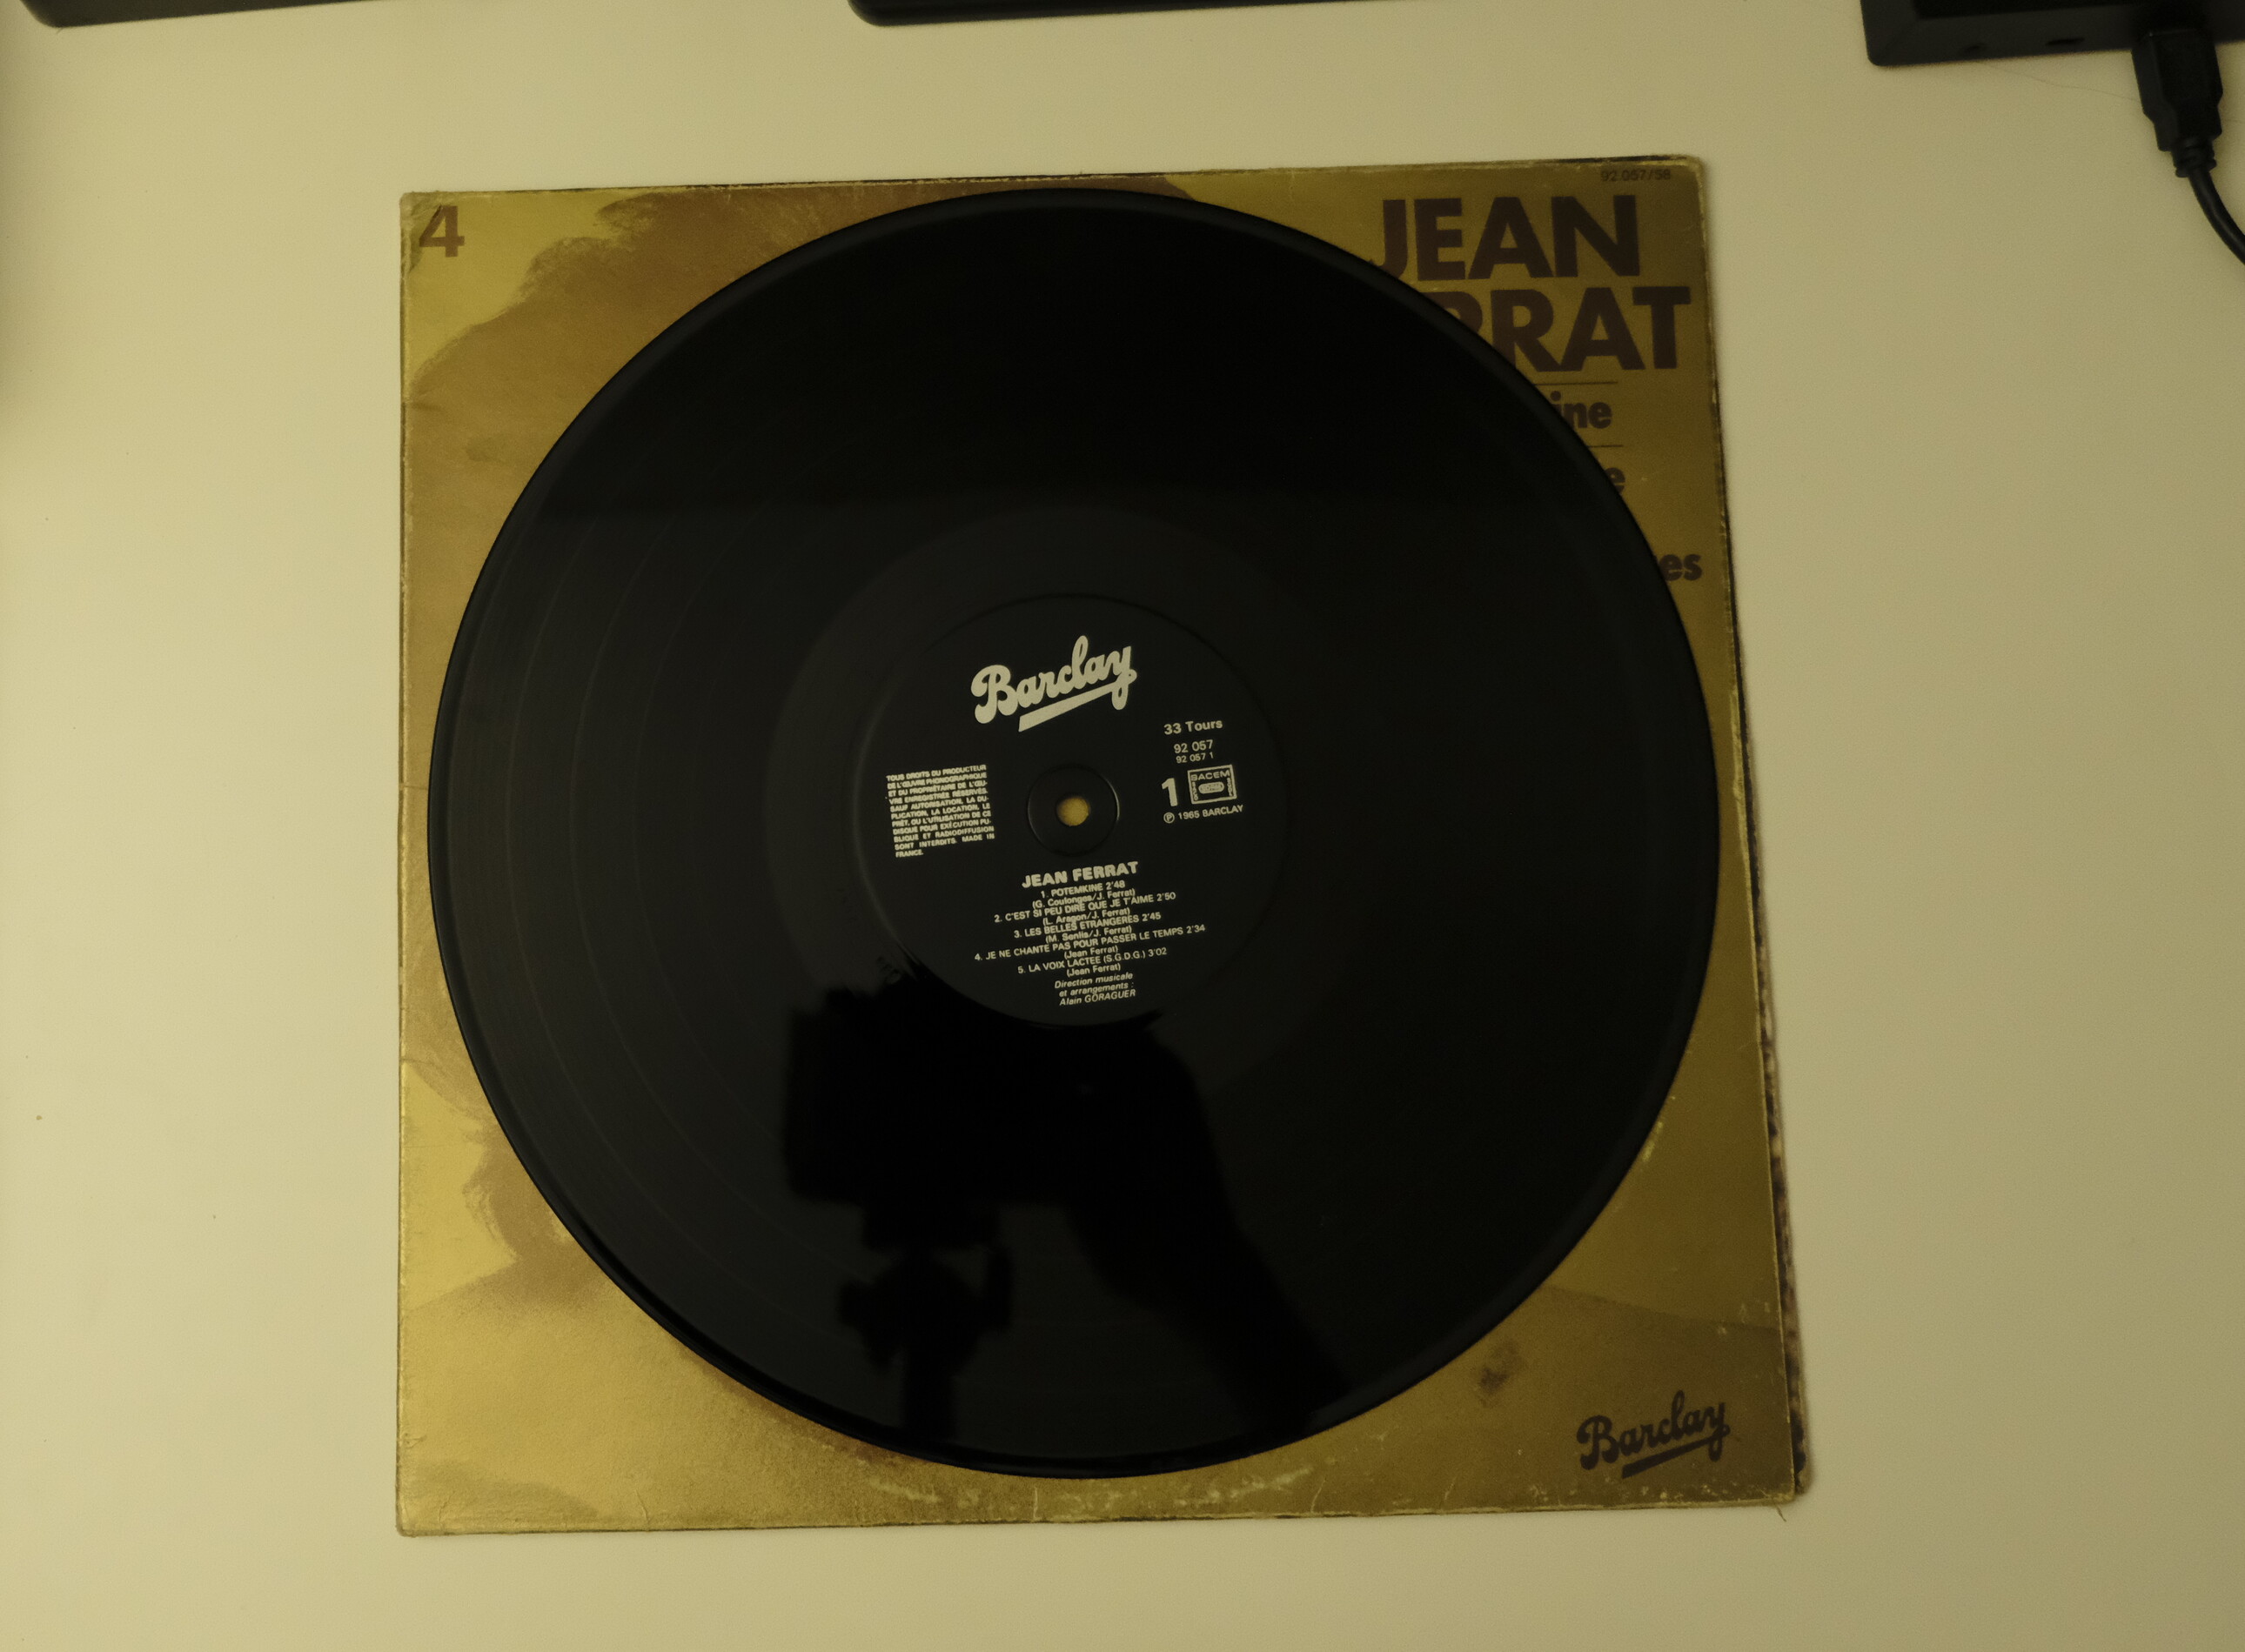 4
92.057/58
JEAN
RRAT
ine
e
es
Barclay
33 Tours
92 057
92 057 1
1
SACEM
℗ 1965 BARCLAY
TOUS DROITS DU PRODUCTEUR
DE L'ŒUVRE PHONOGRAPHIQUE
ET DU PROPRIÉTAIRE DE L'ŒU-
VRE ENREGISTRÉE RÉSERVÉS.
SAUF AUTORISATION, LA DU-
PLICATION, LA LOCATION, LE
PRÊT, OU L'UTILISATION DE CE
DISQUE POUR EXÉCUTION PU-
BLIQUE ET RADIODIFFUSION
SONT INTERDITS. MADE IN
FRANCE.
JEAN FERRAT
1. POTEMKINE 2'48
(G. Coulonges/J. Ferrat)
2. C'EST SI PEU DIRE QUE JE T'AIME 2'50
(L. Aragon/J. Ferrat)
3. LES BELLES ETRANGERES 2'45
(M. Senlis/J. Ferrat)
4. JE NE CHANTE PAS POUR PASSER LE TEMPS 2'34
(Jean Ferrat)
5. LA VOIX LACTEE (S.G.D.G.) 3'02
(Jean Ferrat)
Direction musicale
et arrangements :
Alain GORAGUER
Barclay